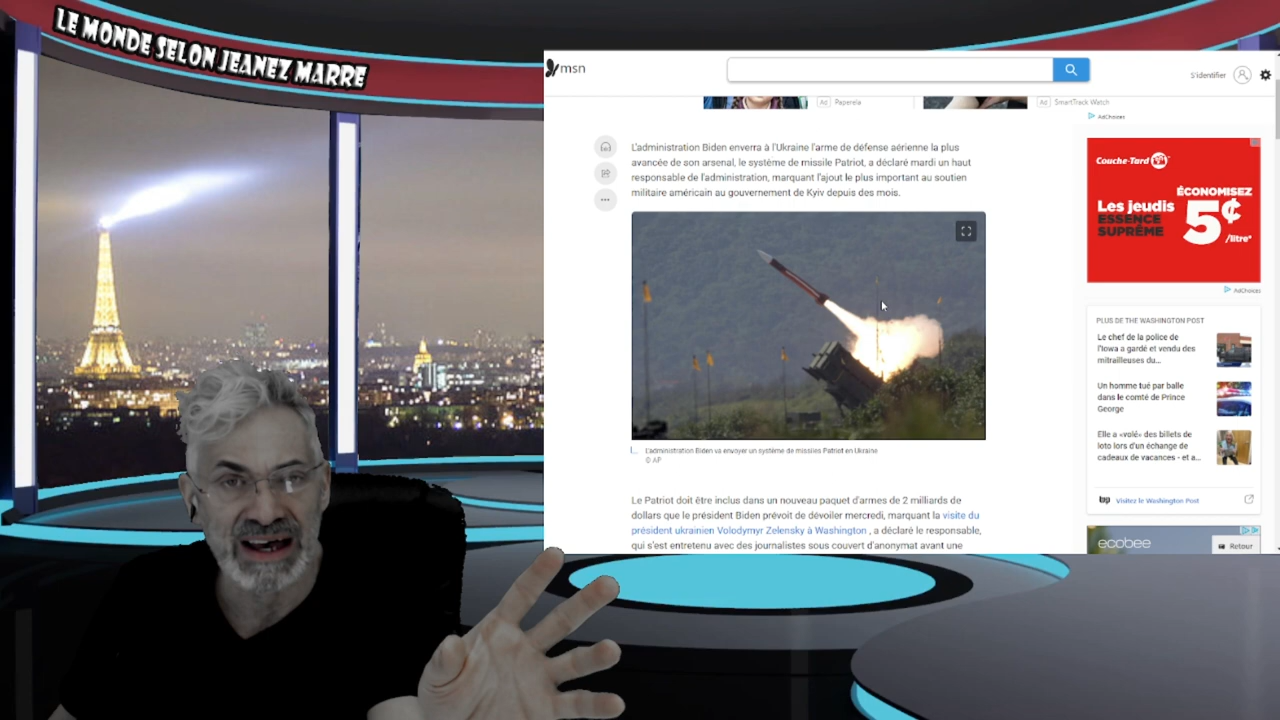 LE MONDE SELON JEANEZ MARRE
msn
S'identifier
Ad Paperela
Ad SmartTrack Watch
AdChoices
L'administration Biden enverra à l'Ukraine l'arme de défense aérienne la plus
avancée de son arsenal, le système de missile Patriot, a déclaré mardi un haut
responsable de l'administration, marquant l'ajout le plus important au soutien
militaire américain au gouvernement de Kyiv depuis des mois.
L...
L'administration Biden va envoyer un système de missiles Patriot en Ukraine
© AP
Le Patriot doit être inclus dans un nouveau paquet d'armes de 2 milliards de
dollars que le président Biden prévoit de dévoiler mercredi, marquant la visite du
président ukrainien Volodymyr Zelensky à Washington , a déclaré le responsable,
qui s'est entretenu avec des journalistes sous couvert d'anonymat avant une
Couche-Tard
ÉCONOMISEZ
Les jeudis
ESSENCE
SUPRÊME
5¢
/litre*
AdChoices
PLUS DE THE WASHINGTON POST
Le chef de la police de
l'Iowa a gardé et vendu des
mitrailleuses du...
Un homme tué par balle
dans le comté de Prince
George
Elle a «volé» des billets de
loto lors d'un échange de
cadeaux de vacances - et a...
wp Visitez le Washington Post
ecobee
Retour